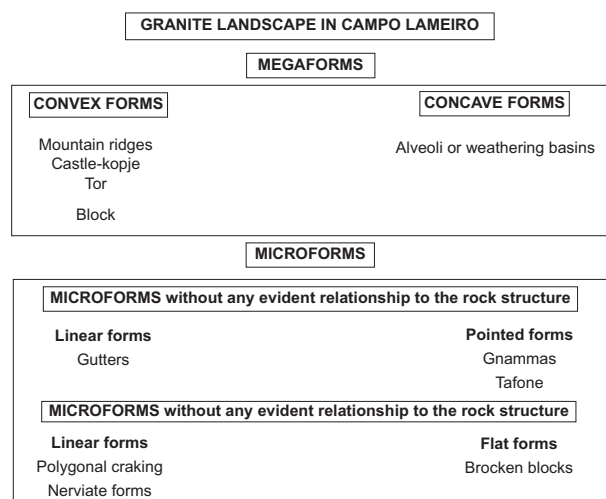 GRANITE LANDSCAPE IN CAMPO LAMEIRO
MEGAFORMS
CONVEX FORMS
Mountain ridges
Castle-kopje
Tor
Block
CONCAVE FORMS
Alveoli or weathering basins
MICROFORMS
MICROFORMS without any evident relationship to the rock structure
Linear forms
Gutters
Pointed forms
Gnammas
Tafone
MICROFORMS without any evident relationship to the rock structure
Linear forms
Polygonal craking
Nerviate forms
Flat forms
Brocken blocks